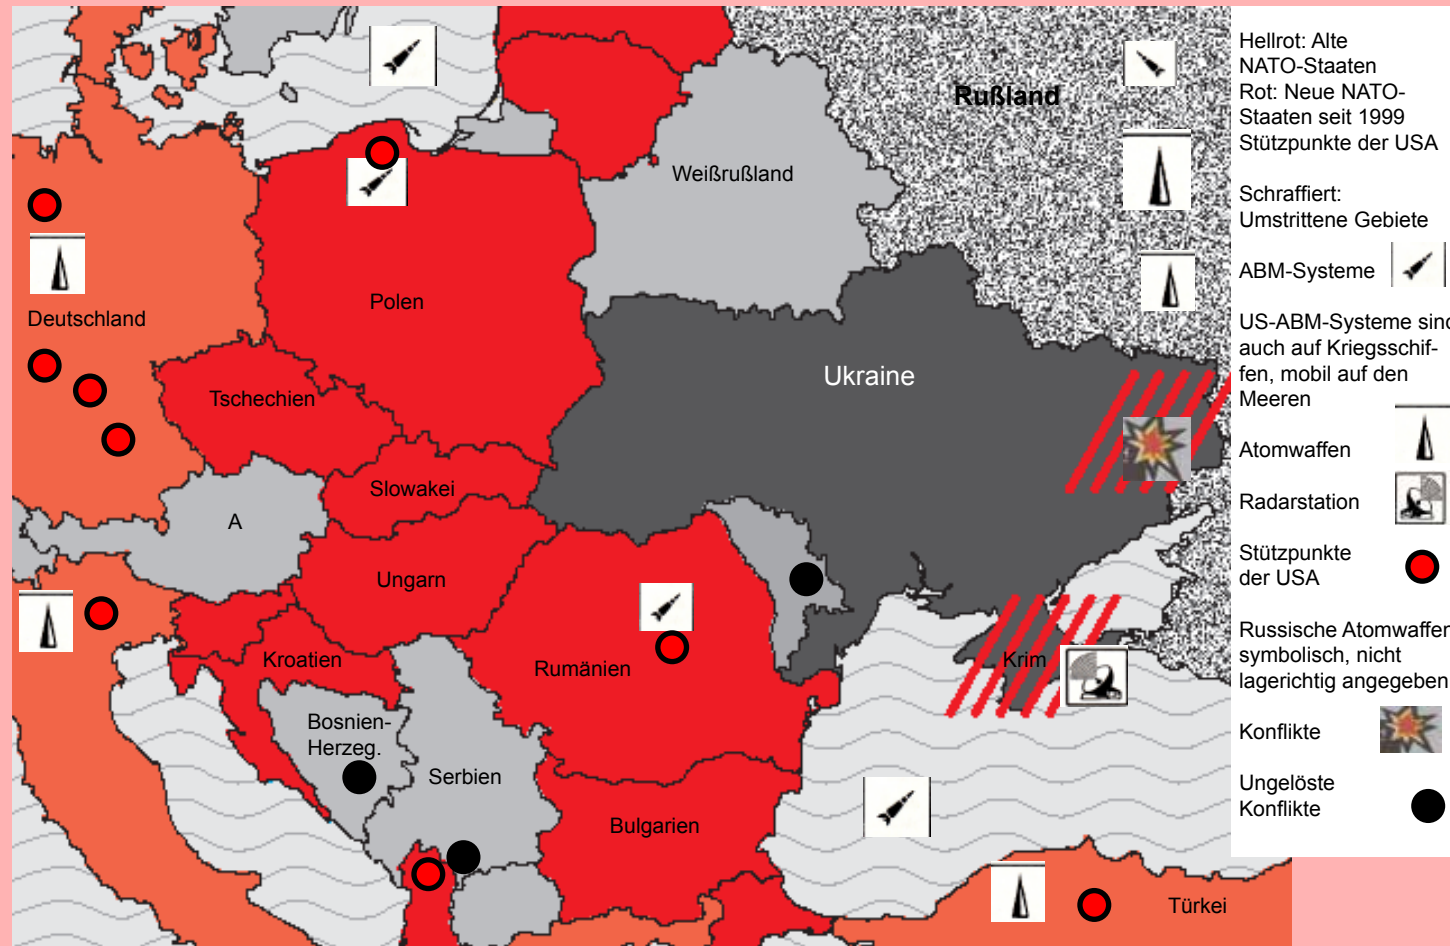 Rußland
Weißrußland
Polen
Deutschland
Ukraine
Tschechien
Slowakei
A
Ungarn
Kroatien
Rumänien
Krim
Bosnien-
Herzeg.
Serbien
Bulgarien
Türkei
Hellrot: Alte
NATO-Staaten
Rot: Neue NATO-
Staaten seit 1999
Stützpunkte der USA
Schraffiert:
Umstrittene Gebiete
ABM-Systeme
US-ABM-Systeme sind
auch auf Kriegsschif-
fen, mobil auf den
Meeren
Atomwaffen
Radarstation
Stützpunkte
der USA
Russische Atomwaffen
symbolisch, nicht
lagerichtig angegeben
Konflikte
Ungelöste
Konflikte